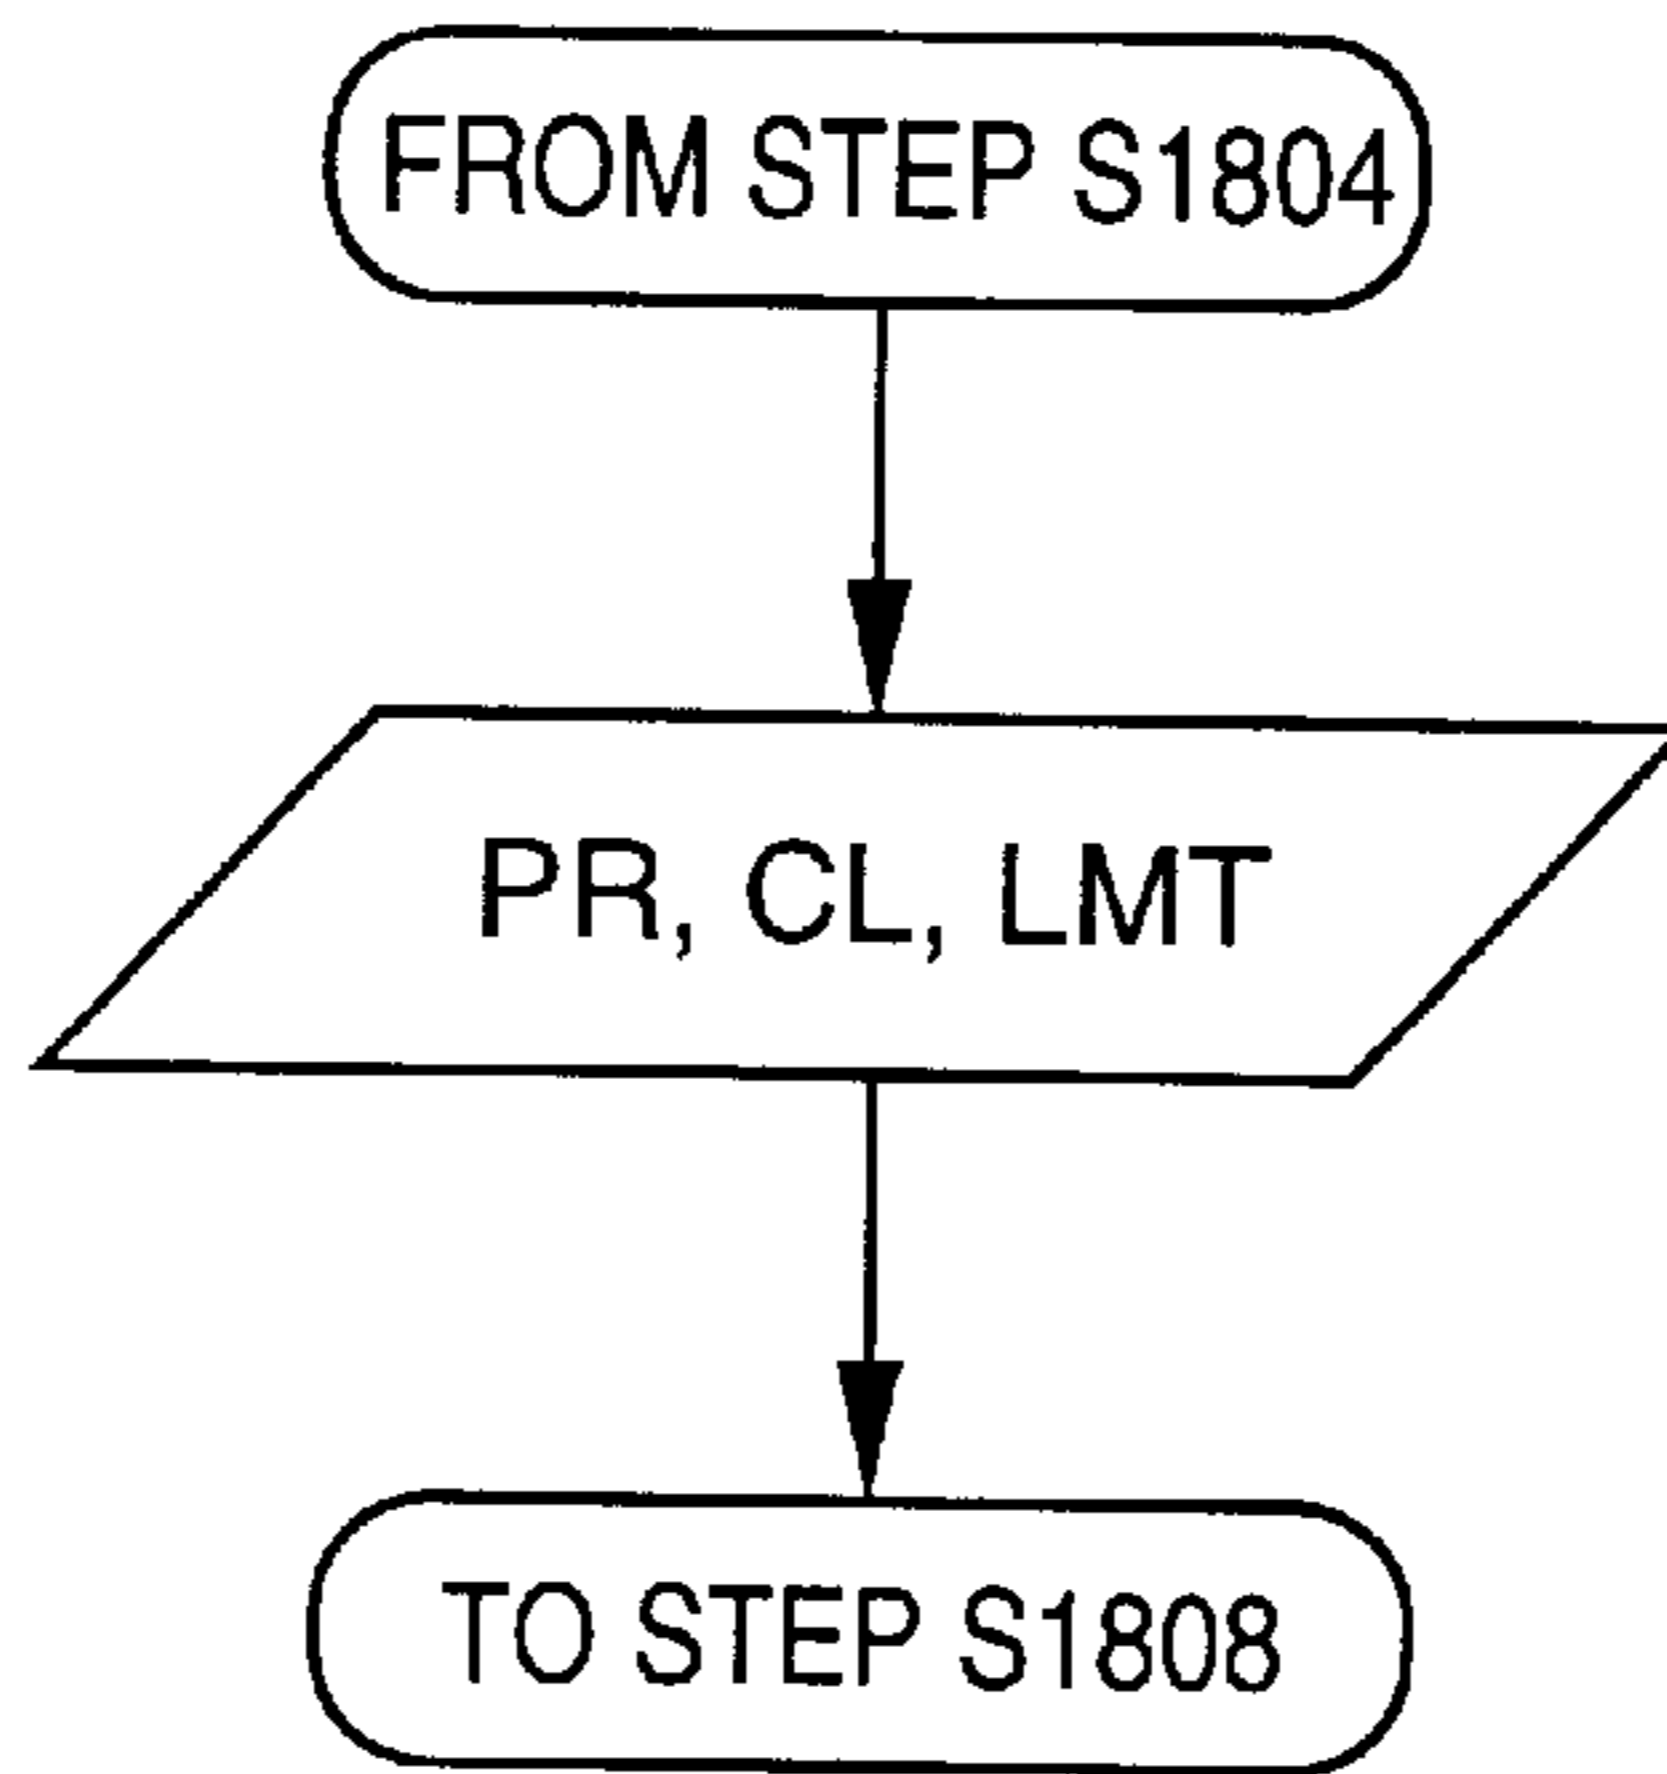 FROM STEP S1804
PR, CL, LMT
TO STEP S1808